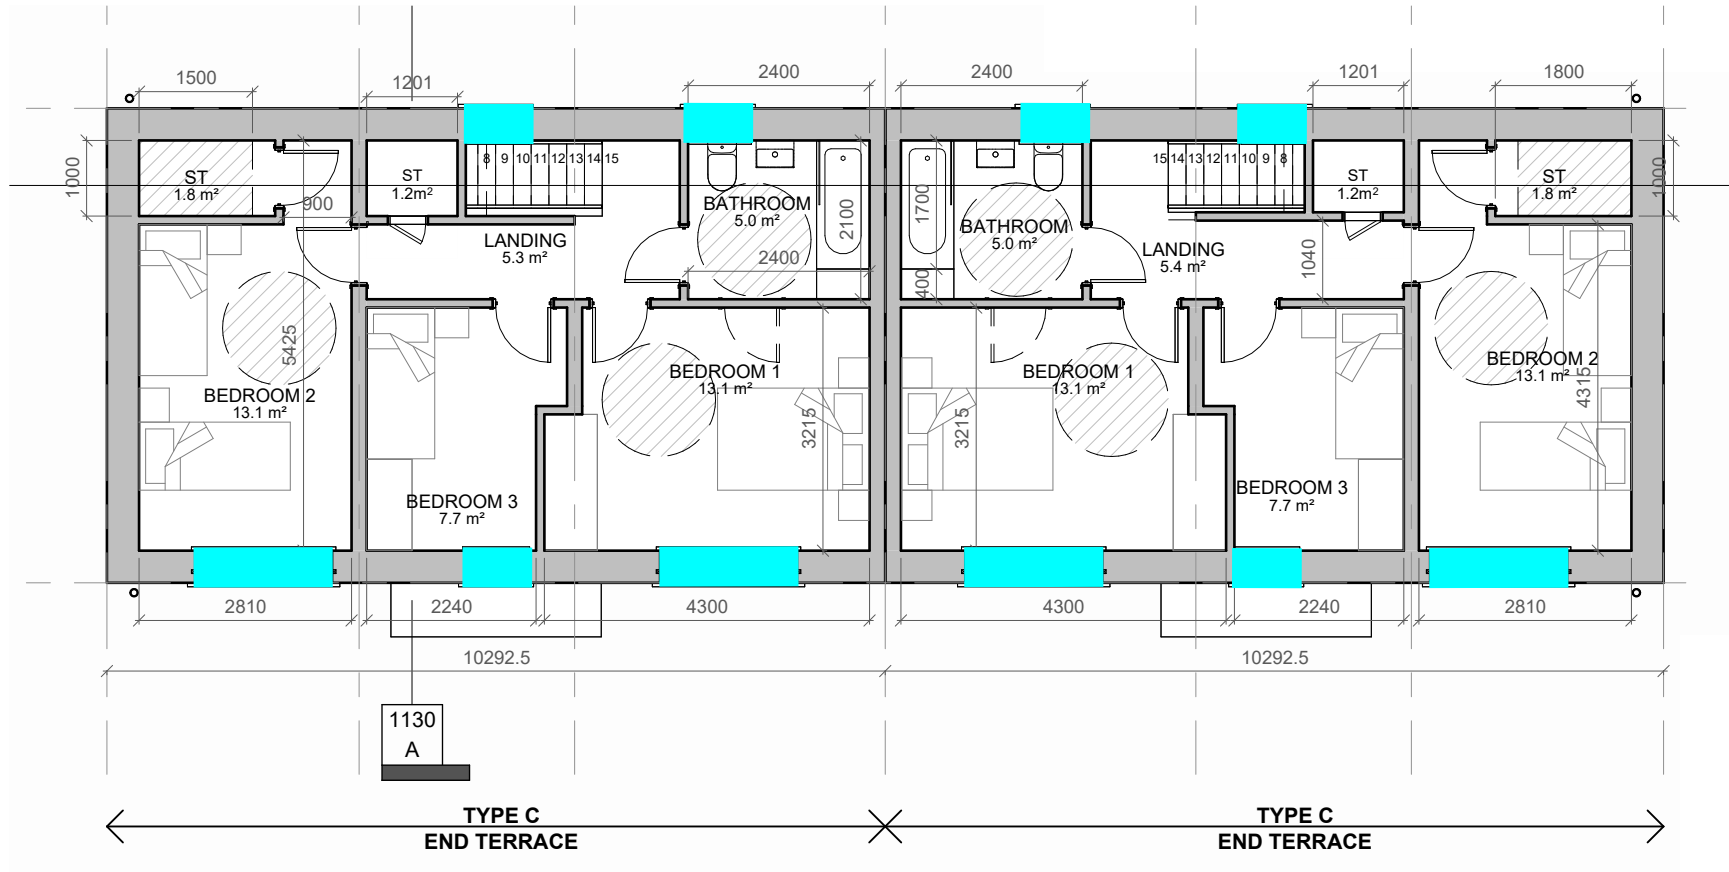 1500
1201
2400
2400
1201
1800
1000
ST
1.8 m²
900
ST
1.2m²
8 9 10 11 12 13 14 15
LANDING
5.3 m²
BATHROOM
5.0 m²
2100
2400
1700
400
BATHROOM
5.0 m²
15 14 13 12 11 10 9 8
LANDING
5.4 m²
1040
ST
1.2m²
ST
1.8 m²
1000
5425
BEDROOM 2
13.1 m²
BEDROOM 3
7.7 m²
BEDROOM 1
13.1 m²
3215
3215
BEDROOM 1
13.1 m²
BEDROOM 3
7.7 m²
BEDROOM 2
13.1 m²
4315
2810
2240
4300
4300
2240
2810
10292.5
10292.5
1130
A
TYPE C
END TERRACE
TYPE C
END TERRACE